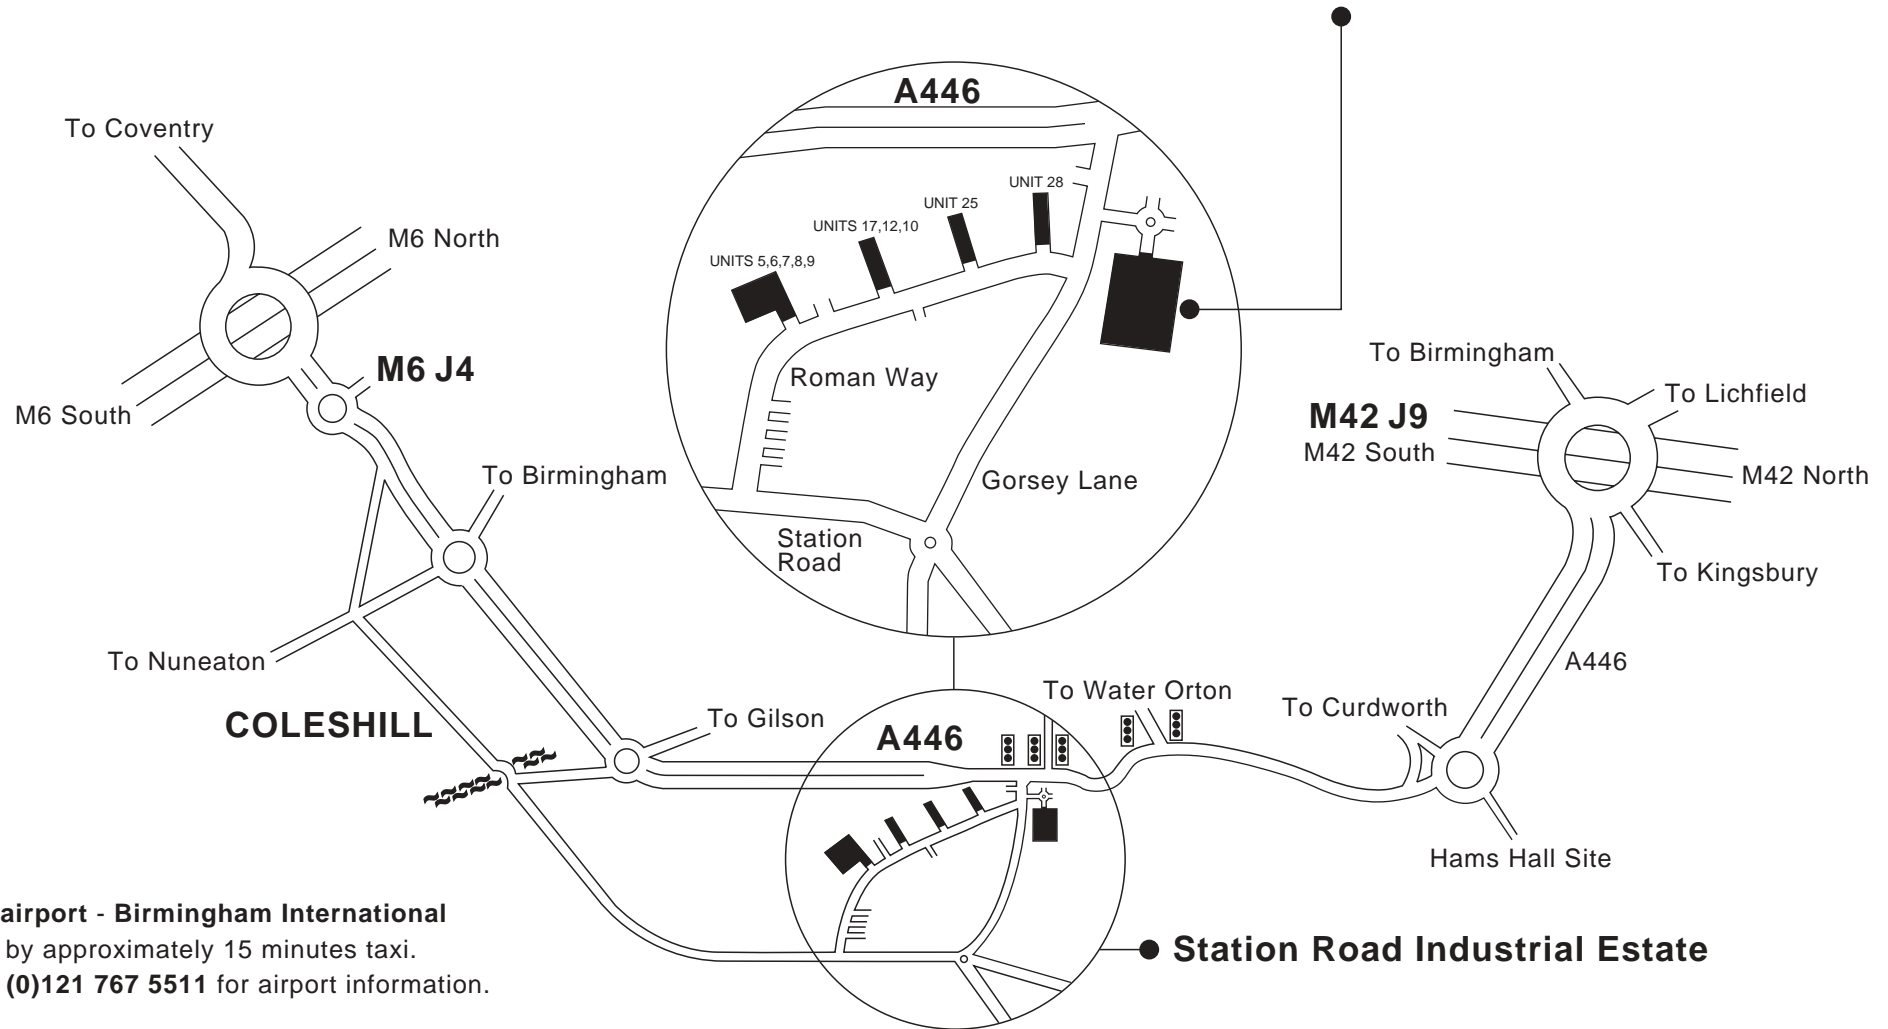 A446
To Coventry
UNIT 28
UNIT 25
UNITS 17,12,10
M6 North
UNITS 5,6,7,8,9
To Birmingham
M6 J4
Roman Way
To Lichfield
M6 South
M42 J9
M42 South
To Birmingham
Gorsey Lane
M42 North
Station
Road
To Kingsbury
To Nuneaton
A446
To Water Orton
To Curdworth
To Gilson
COLESHILL
A446
Hams Hall Site
airport - Birmingham International
by approximately 15 minutes taxi.
(0)121 767 5511 for airport information.
Station Road Industrial Estate